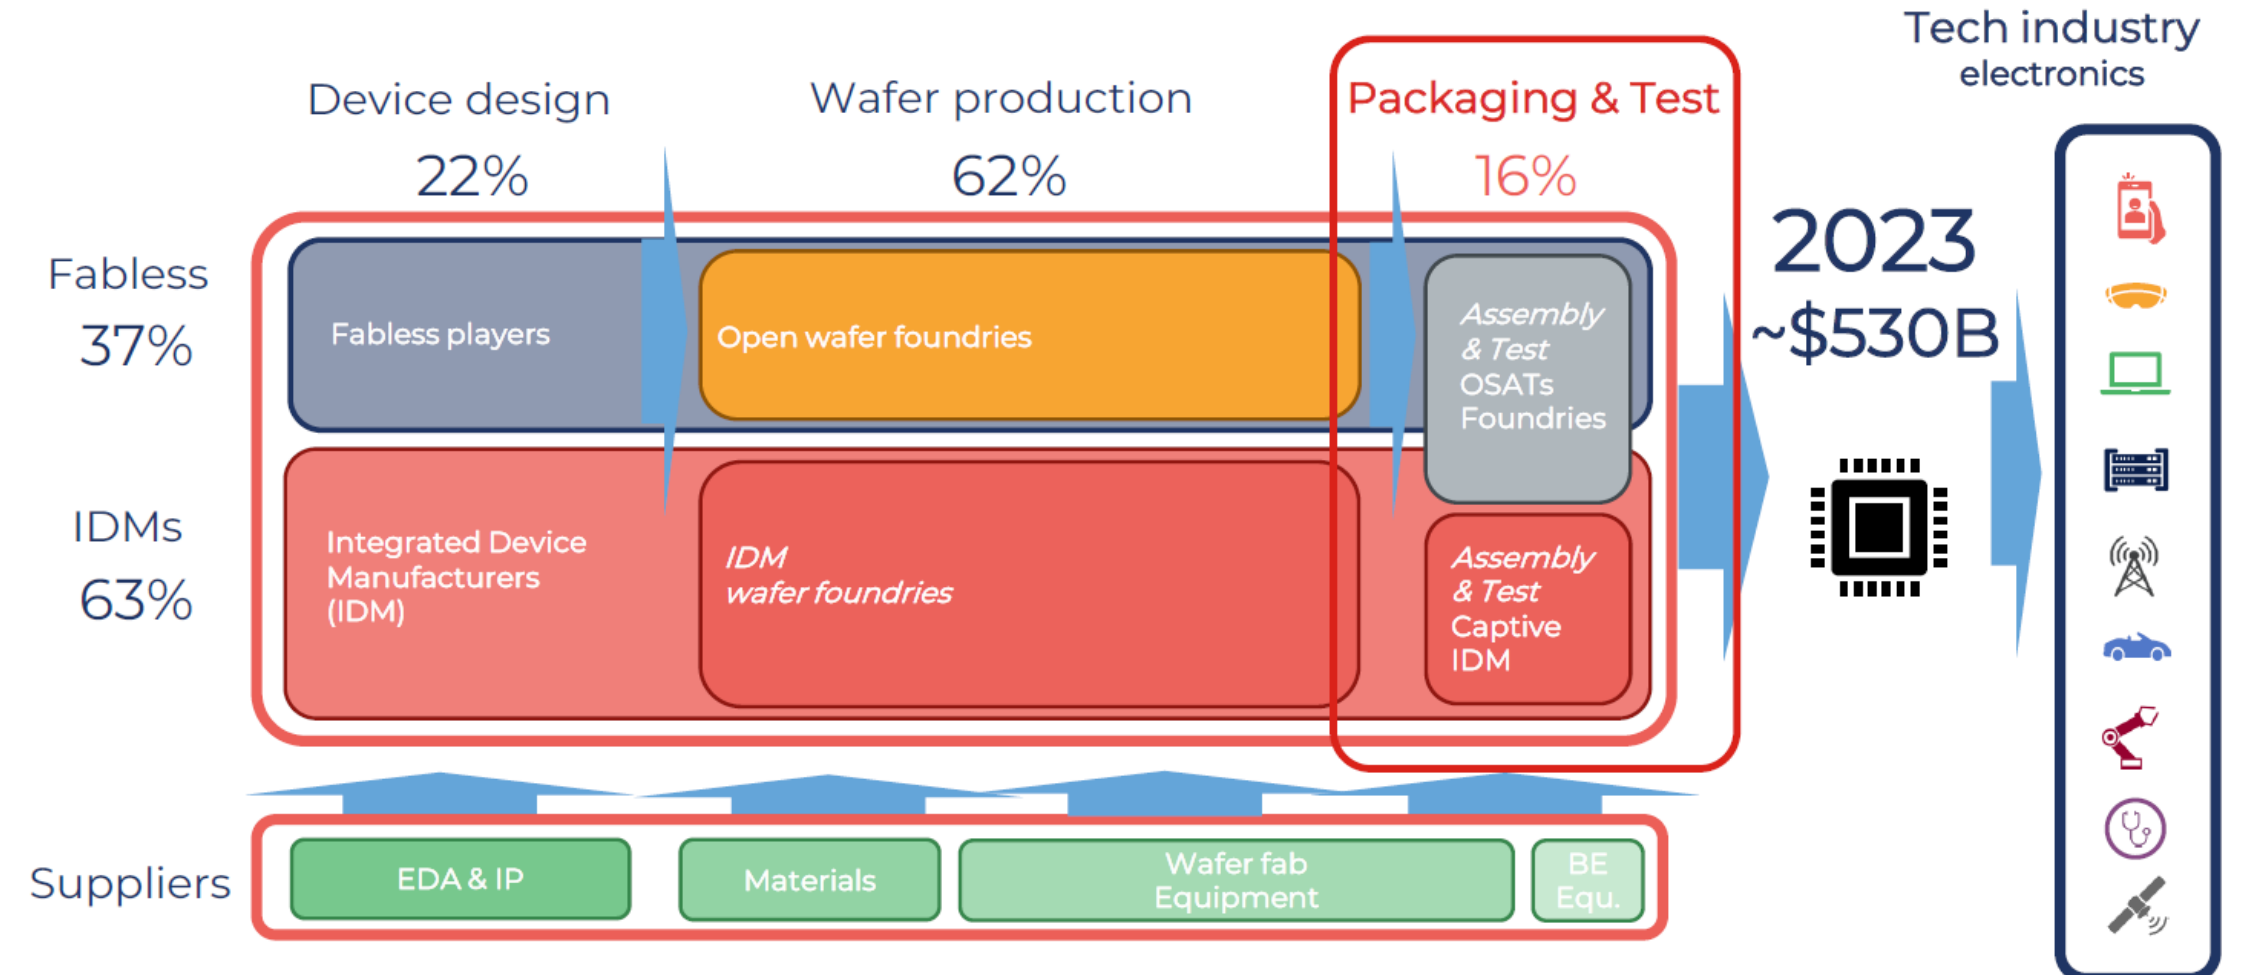 Tech industry
electronics
Device design
22%
Wafer production
62%
Packaging & Test
16%
Fabless
37%
Fabless players
Open wafer foundries
Assembly
& Test
OSATs
Foundries
2023
~$530B
IDMs
63%
Integrated Device
Manufacturers
(IDM)
IDM
wafer foundries
Assembly
& Test
Captive
IDM
Suppliers
EDA & IP
Materials
Wafer fab
Equipment
BE
Equ.